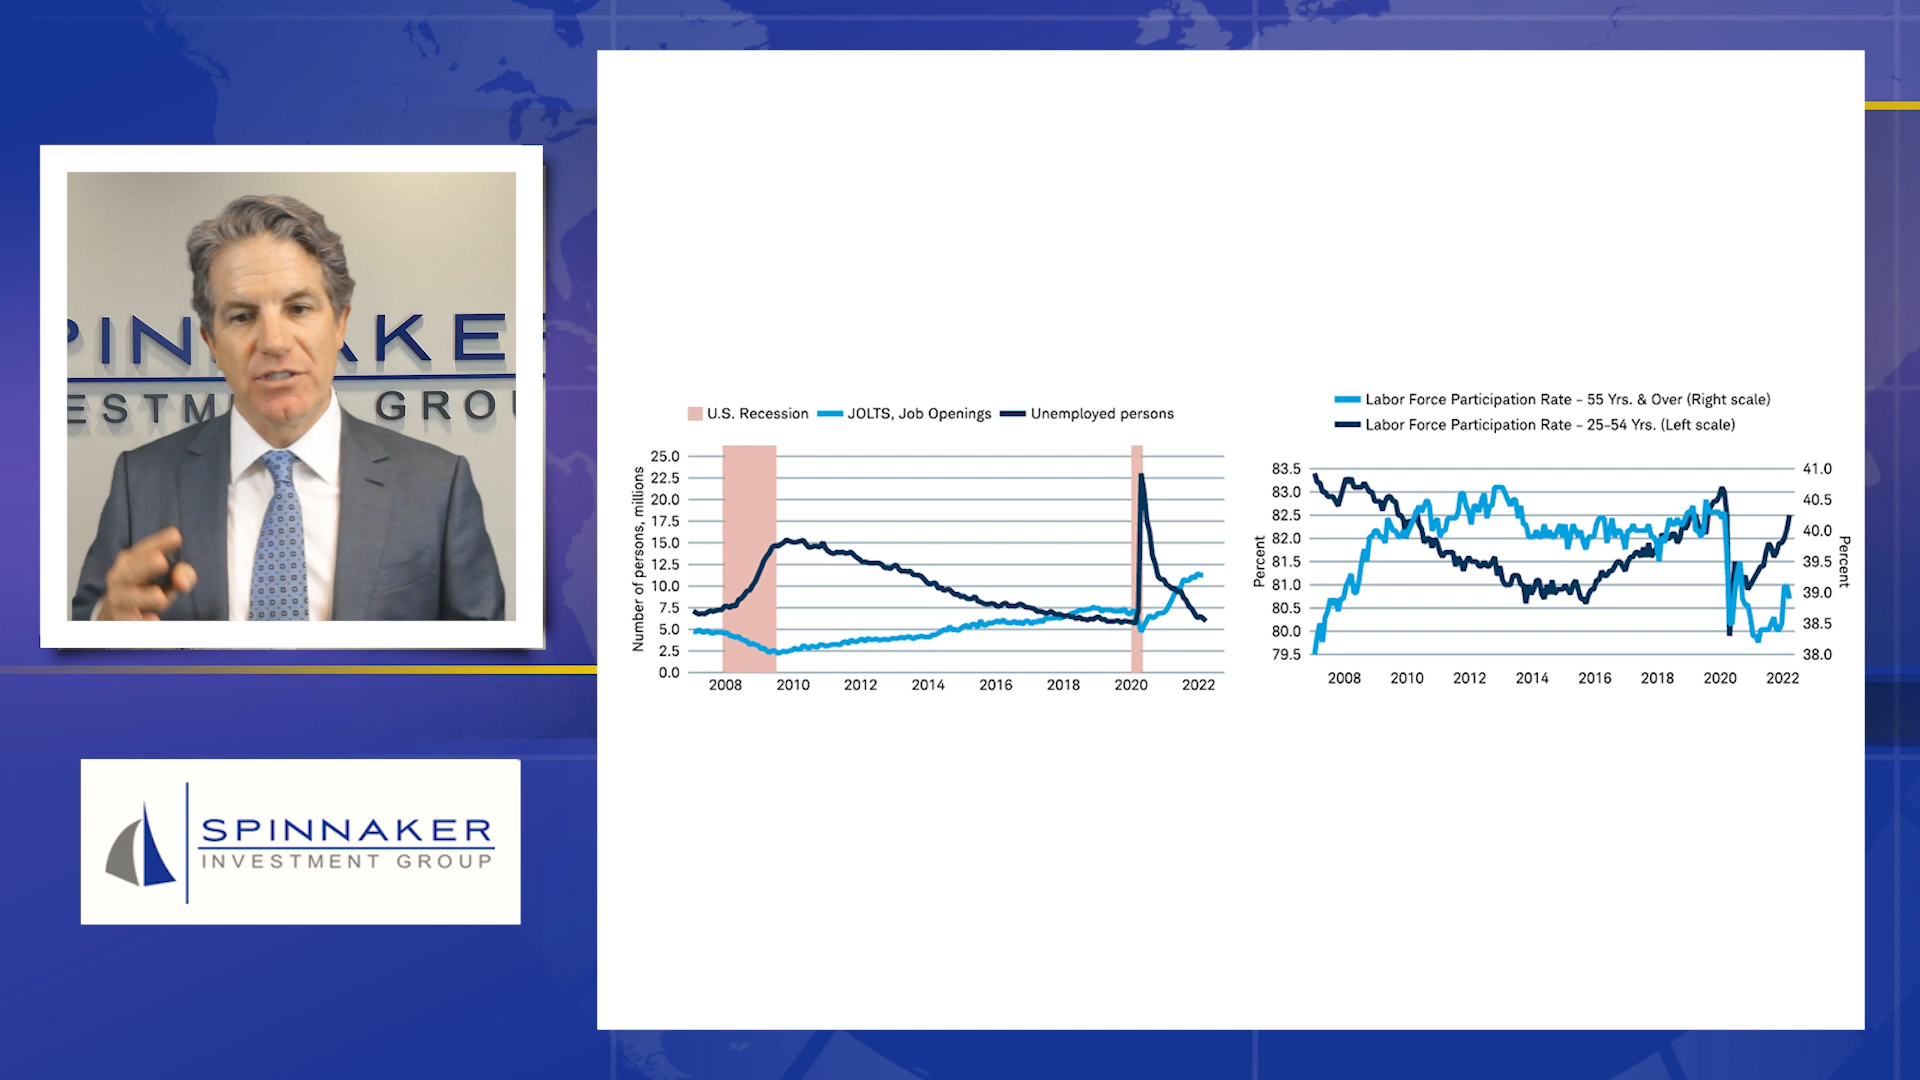 PINNAKER
ESTM GROU
SPINNAKER
INVESTMENT GROUP
U.S. Recession JOLTS, Job Openings Unemployed persons
Number of persons, millions
25.0
22.5
20.0
17.5
15.0
12.5
10.0
7.5
5.0
2.5
0.0
2008 2010 2012 2014 2016 2018 2020 2022
Labor Force Participation Rate – 55 Yrs. & Over (Right scale)
Labor Force Participation Rate – 25–54 Yrs. (Left scale)
Percent
83.5
83.0
82.5
82.0
81.5
81.0
80.5
80.0
79.5
41.0
40.5
40.0
39.5
39.0
38.5
38.0
Percent
2008 2010 2012 2014 2016 2018 2020 2022